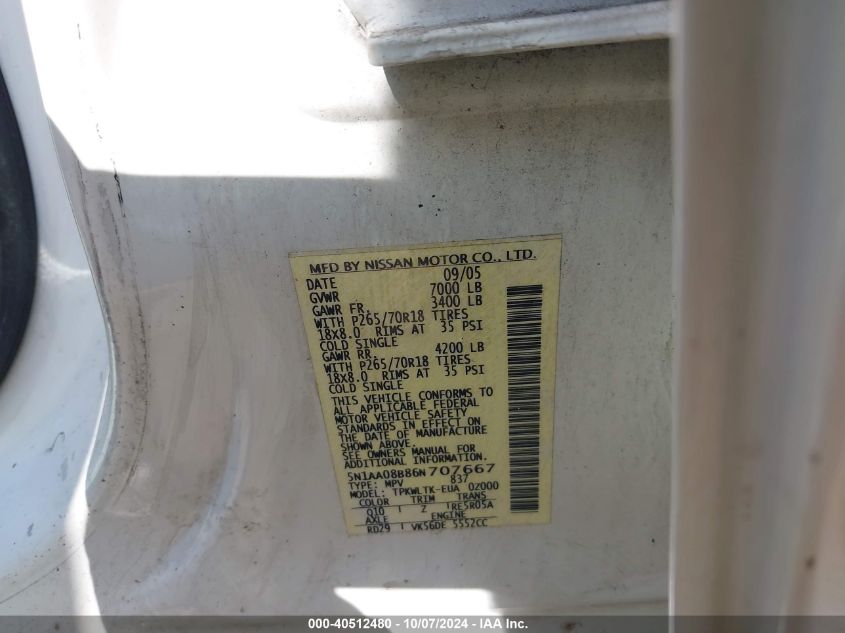 MFD BY NISSAN MOTOR CO., LTD.
DATE 09/05
GVWR 7000 LB
GAWR FR. 3400 LB
WITH P265/70R18 TIRES
18X8.0 RIMS AT 35 PSI
COLD SINGLE
GAWR RR. 4200 LB
WITH P265/70R18 TIRES
18X8.0 RIMS AT 35 PSI
COLD SINGLE
THIS VEHICLE CONFORMS TO
ALL APPLICABLE FEDERAL
MOTOR VEHICLE SAFETY
STANDARDS IN EFFECT ON
THE DATE OF MANUFACTURE
SHOWN ABOVE.
SEE OWNERS MANUAL FOR
ADDITIONAL INFORMATION.
5N1AA08B86N707667
TYPE: MPV 837
MODEL: TPKWLTK-EUA 0Z000
COLOR TRIM TRANS
Q10 Z RE5R05A
AXLE ENGINE
RD29 VK56DE 5552CC
000-40512480 - 10/07/2024 - IAA Inc.